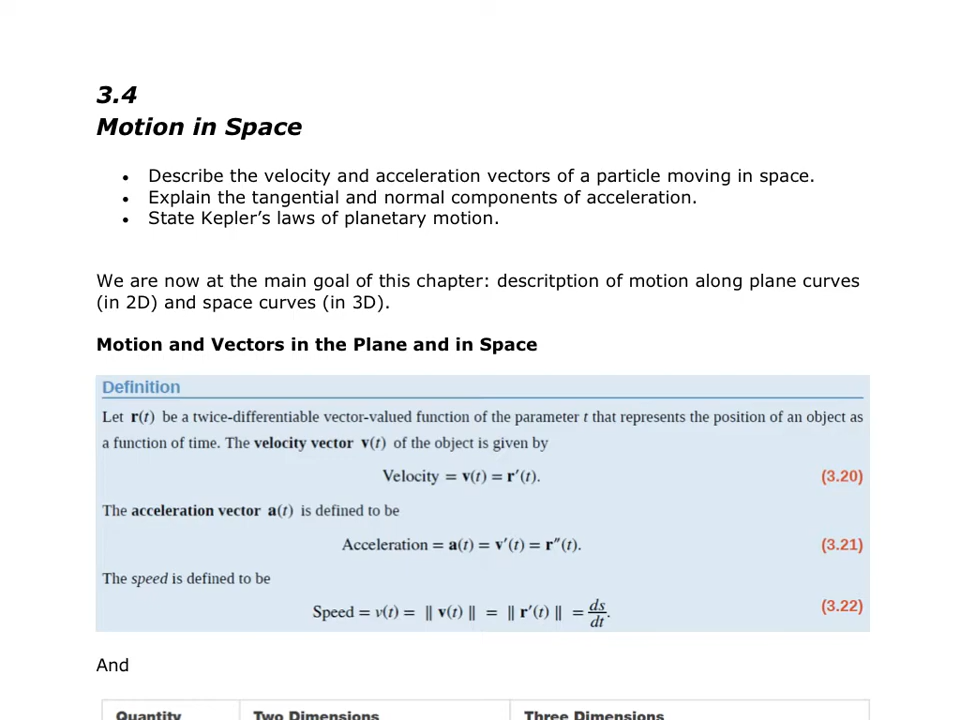 3.4
Motion in Space
• Describe the velocity and acceleration vectors of a particle moving in space.
• Explain the tangential and normal components of acceleration.
• State Kepler’s laws of planetary motion.
We are now at the main goal of this chapter: descritption of motion along plane curves
(in 2D) and space curves (in 3D).
Motion and Vectors in the Plane and in Space
Definition
Let r(t) be a twice-differentiable vector-valued function of the parameter t that represents the position of an object as
a function of time. The velocity vector v(t) of the object is given by
Velocity = v(t) = r′(t). (3.20)
The acceleration vector a(t) is defined to be
Acceleration = a(t) = v′(t) = r″(t). (3.21)
The speed is defined to be
Speed = v(t) = ‖ v(t) ‖ = ‖ r′(t) ‖ = ds/dt. (3.22)
And
Quantity Two Dimensions Three Dimensions